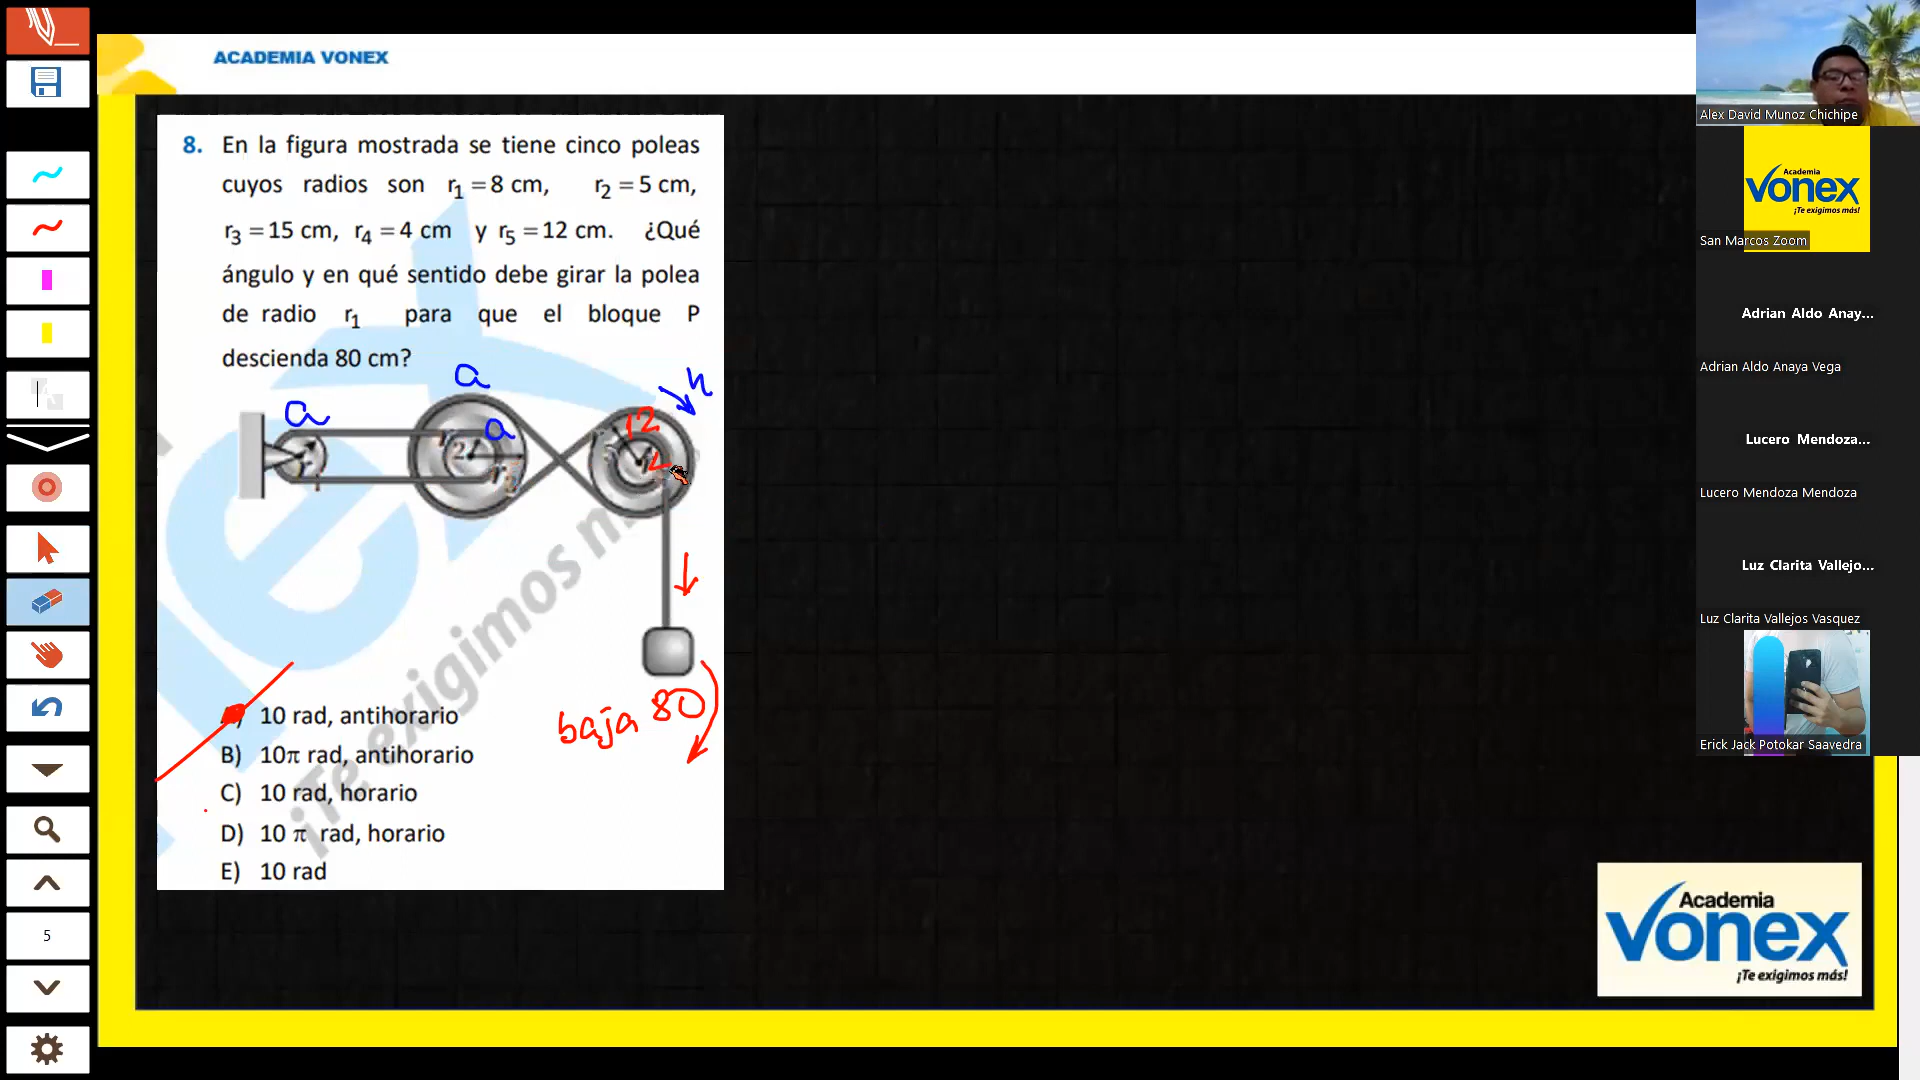 ACADEMIA VONEX
8. En la figura mostrada se tiene cinco poleas
cuyos radios son r₁ = 8 cm, r₂ = 5 cm,
r₃ = 15 cm, r₄ = 4 cm y r₅ = 12 cm. ¿Qué
ángulo y en qué sentido debe girar la polea
de radio r₁ para que el bloque P
descienda 80 cm?
a
a
a
h
12
2
baja 80
A) 10 rad, antihorario
B) 10π rad, antihorario
C) 10 rad, horario
D) 10 π rad, horario
E) 10 rad
¡Te exigimos m
5
Alex David Munoz Chichipe
Academia
vonex
¡Te exigimos más!
San Marcos Zoom
Adrian Aldo Anay...
Adrian Aldo Anaya Vega
Lucero Mendoza...
Lucero Mendoza Mendoza
Luz Clarita Vallejo...
Luz Clarita Vallejos Vasquez
Erick Jack Potokar Saavedra
Academia
vonex
¡Te exigimos más!